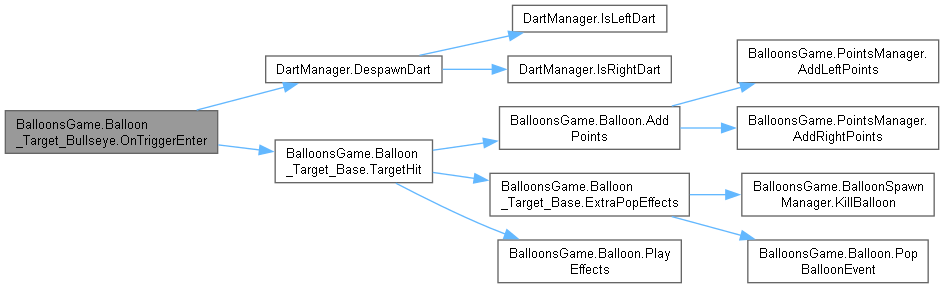 BalloonsGame.Balloon
_Target_Bullseye.OnTriggerEnter
DartManager.DespawnDart
DartManager.IsLeftDart
DartManager.IsRightDart
BalloonsGame.Balloon
_Target_Base.TargetHit
BalloonsGame.Balloon.Add
Points
BalloonsGame.PointsManager.
AddLeftPoints
BalloonsGame.PointsManager.
AddRightPoints
BalloonsGame.Balloon
_Target_Base.ExtraPopEffects
BalloonsGame.BalloonSpawn
Manager.KillBalloon
BalloonsGame.Balloon.Pop
BalloonEvent
BalloonsGame.Balloon.Play
Effects